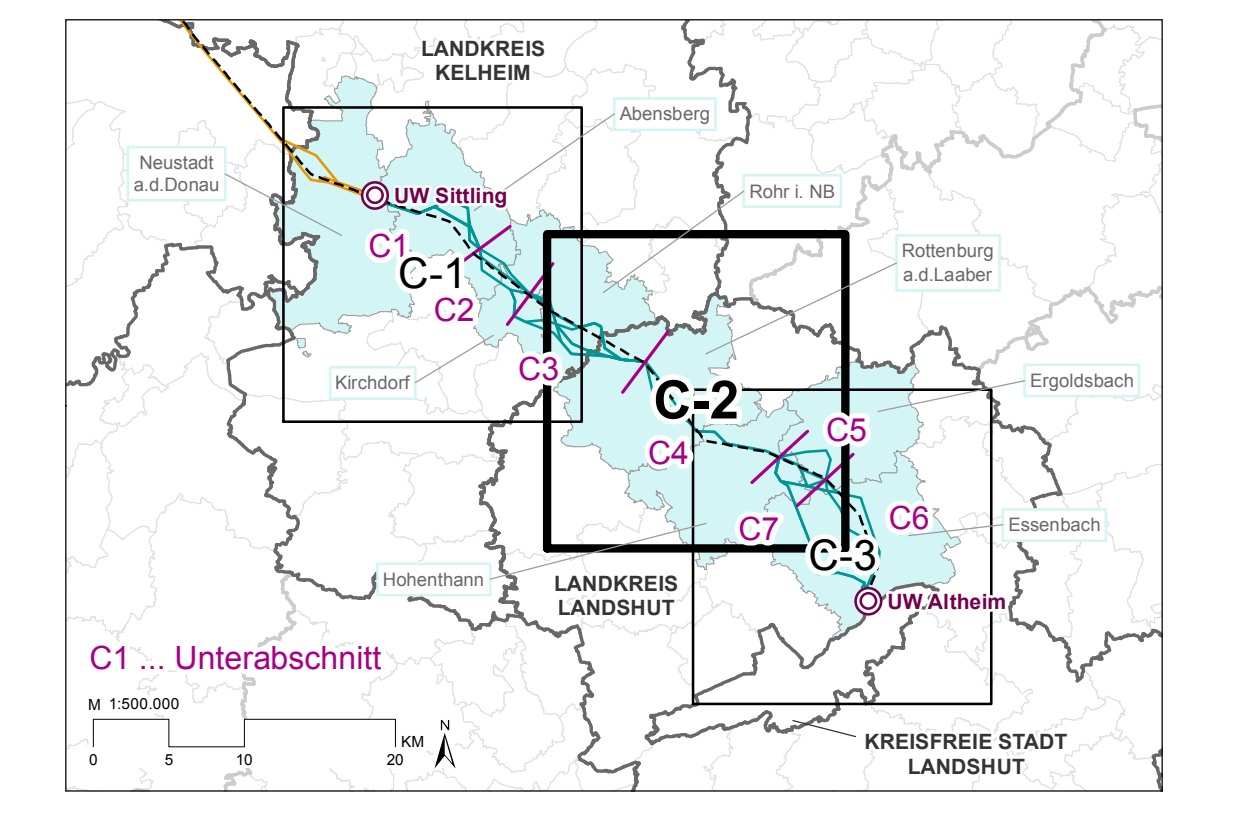 LANDKREIS
KELHEIM
Abensberg
Neustadt
a.d.Donau
UW Sittling
Rohr i. NB
C1
C-1
Rottenburg
a.d.Laaber
C2
C3
Kirchdorf
Ergoldsbach
C-2
C5
C4
C6
C7
Essenbach
C-3
Hohenthann
LANDKREIS
LANDSHUT
UW Altheim
C1 ... Unterabschnitt
M 1:500.000
N
KM
0 5 10 20
KREISFREIE STADT
LANDSHUT